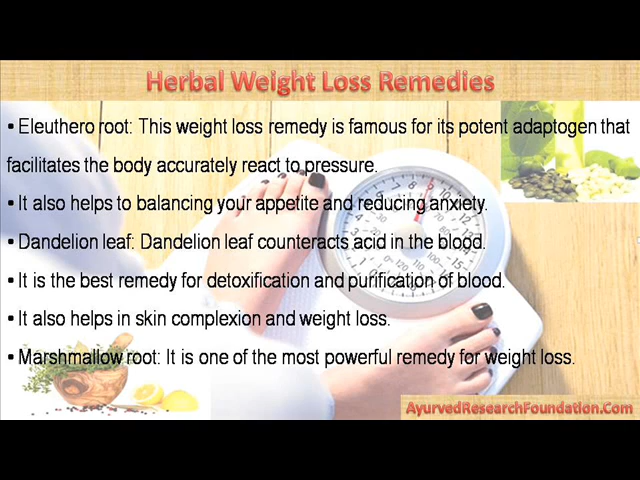 Herbal Weight Loss Remedies
• Eleuthero root: This weight loss remedy is famous for its potent adaptogen that
facilitates the body accurately react to pressure.
• It also helps to balancing your appetite and reducing anxiety.
• Dandelion leaf: Dandelion leaf counteracts acid in the blood.
• It is the best remedy for detoxification and purification of blood.
• It also helps in skin complexion and weight loss.
• Marshmallow root: It is one of the most powerful remedy for weight loss.
AyurvedResearchFoundation.Com